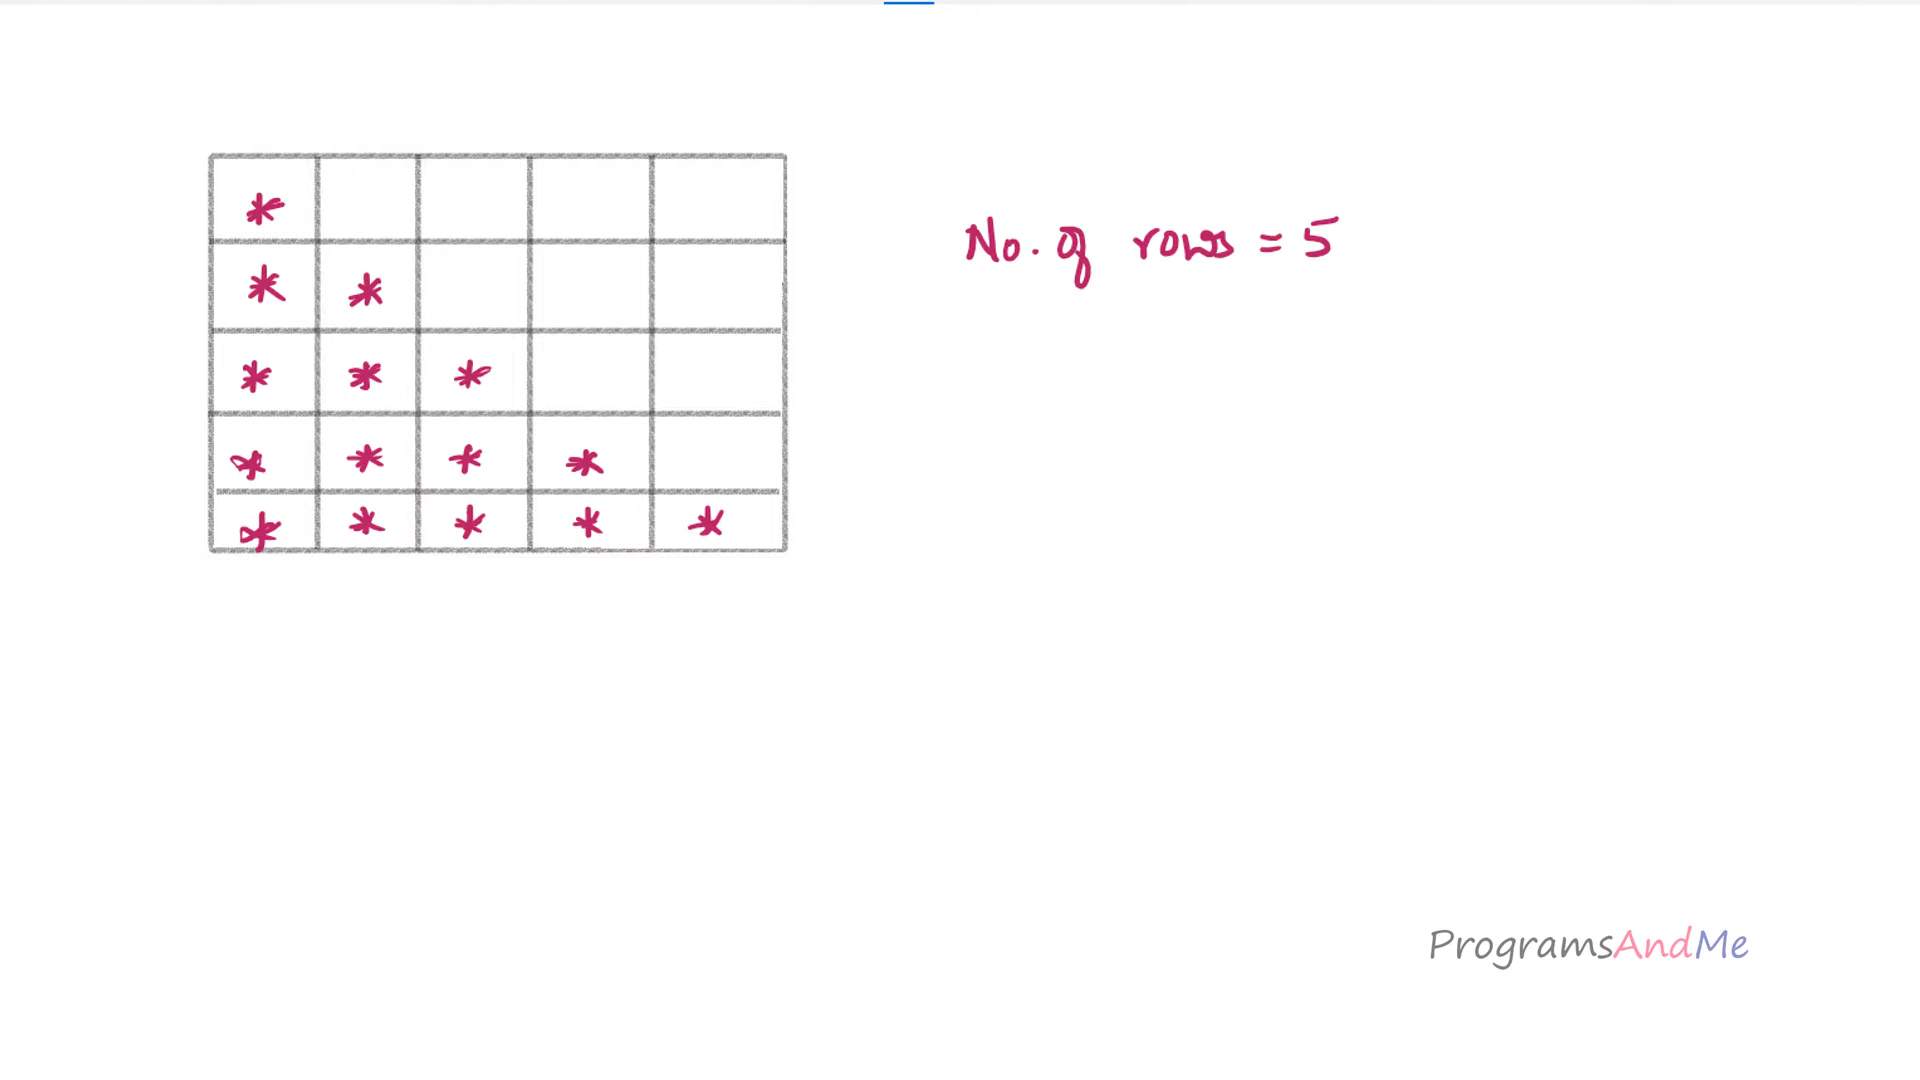 *
* *
* * *
* * * *
* * * * *
No. of rows = 5
ProgramsAndMe